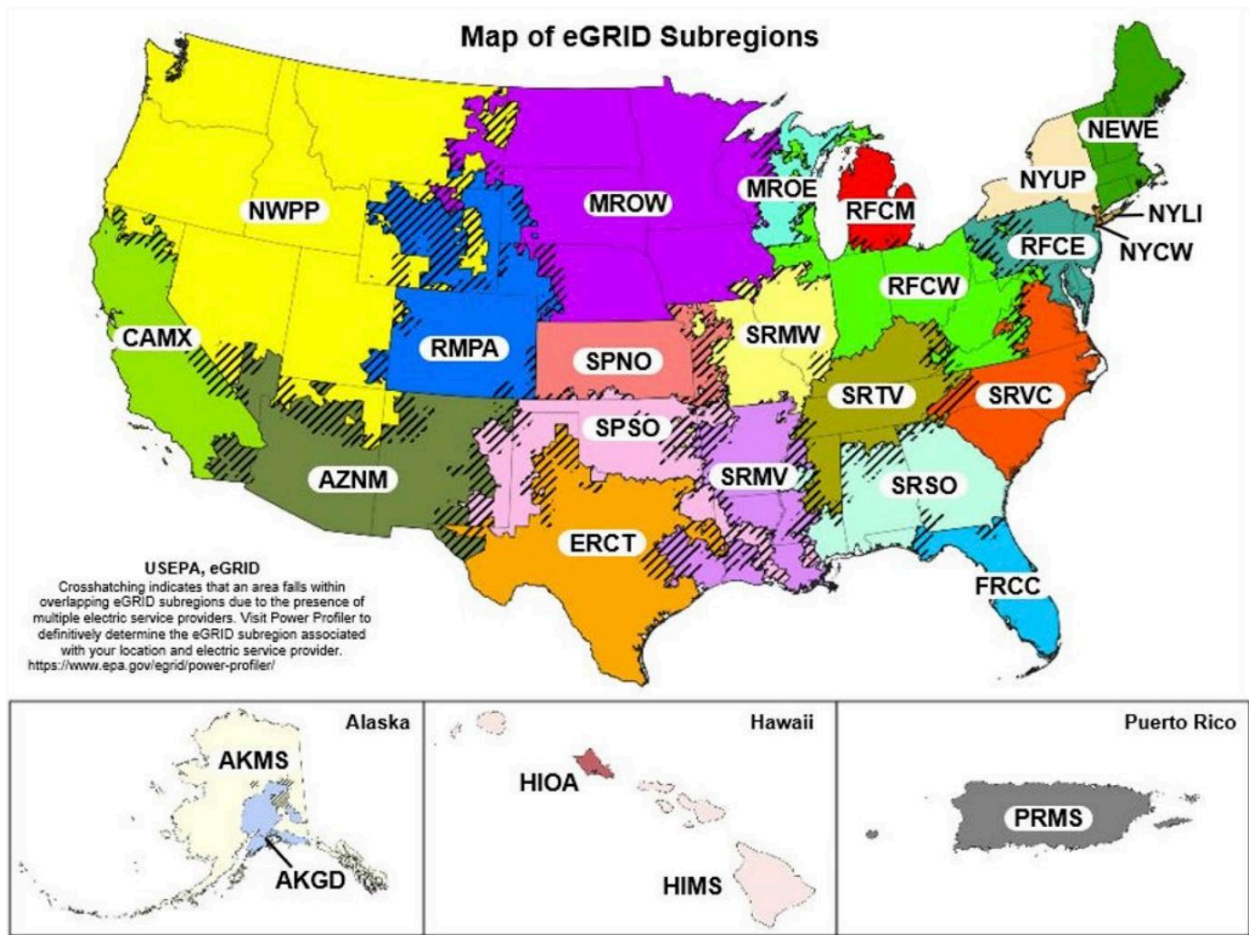 Map of eGRID Subregions
NEWE
NYUP
MROE
NWPP
MROW
RFCM
NYLI
RFCE
NYCW
RFCW
CAMX
RMPA
SRMW
SPNO
SRTV
SRVC
SPSO
AZNM
SRMV
SRSO
ERCT
FRCC
USEPA, eGRID
Crosshatching indicates that an area falls within
overlapping eGRID subregions due to the presence of
multiple electric service providers. Visit Power Profiler to
definitively determine the eGRID subregion associated
with your location and electric service provider.
https://www.epa.gov/egrid/power-profiler/
Alaska
AKMS
AKGD
Hawaii
HIOA
HIMS
Puerto Rico
PRMS